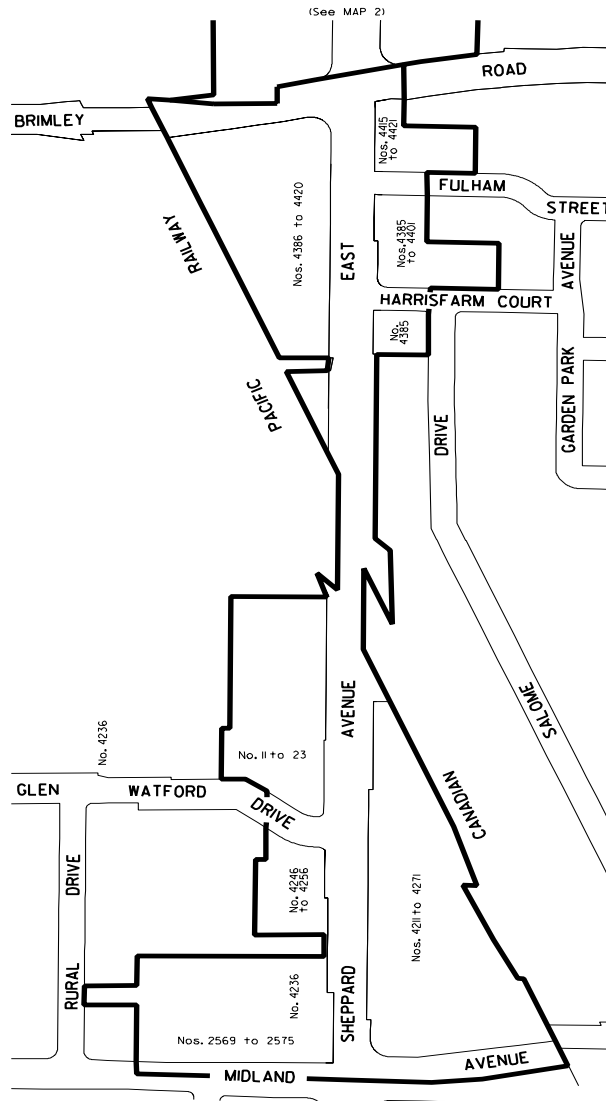 (See MAP 2)
ROAD
BRIMLEY
Nos. 4415
to 4421
FULHAM
STREET
Nos. 4386 to 4420
RAILWAY
EAST
Nos.4385
to 4401
AVENUE
HARRISFARM COURT
No.
4385
PACIFIC
DRIVE
GARDEN PARK
SALOME
AVENUE
No. 4236
No. 11 to 23
CANADIAN
GLEN WATFORD
DRIVE
DRIVE
No. 4246
to 4256
Nos. 4211 to 4271
RURAL
No. 4236
SHEPPARD
Nos. 2569 to 2575
AVENUE
MIDLAND